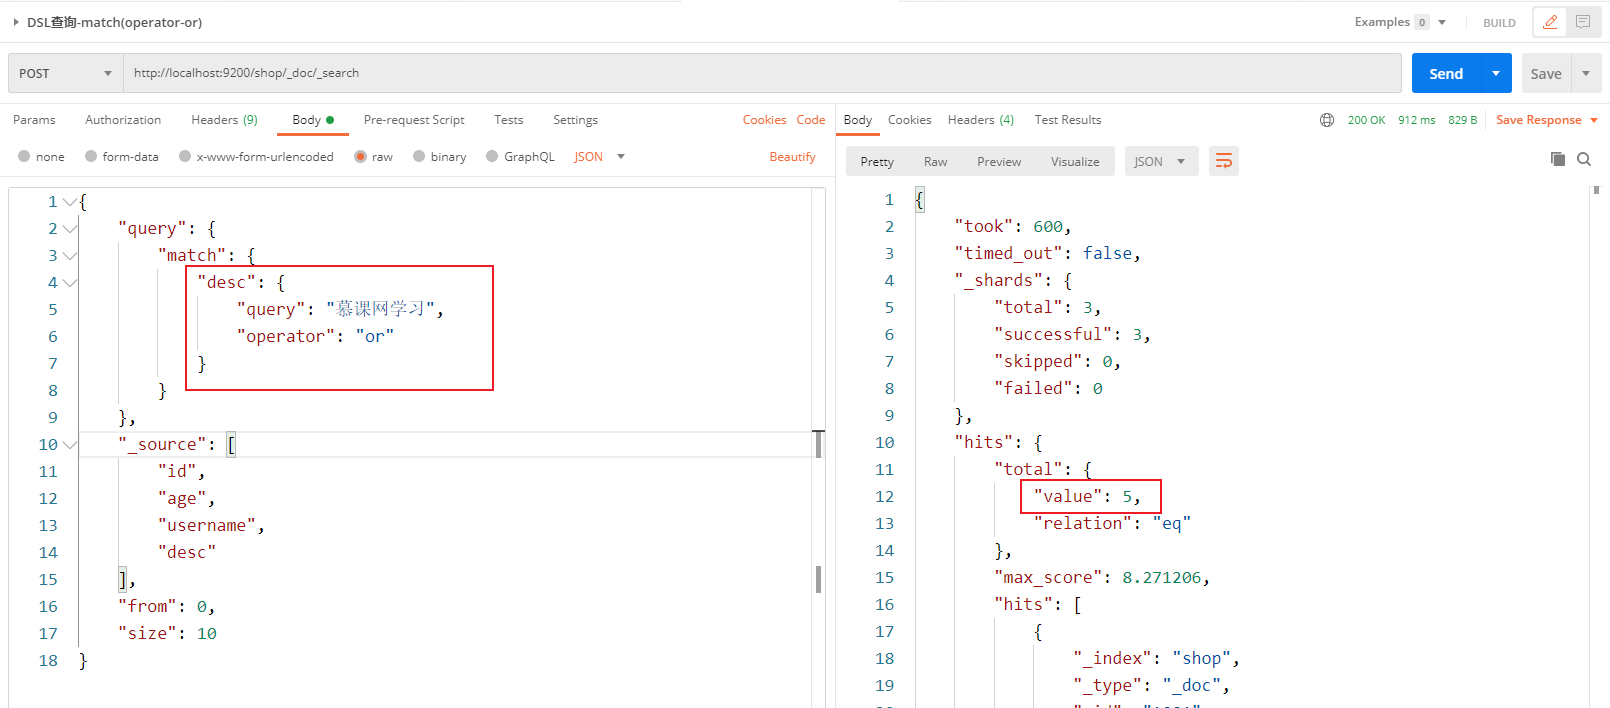 DSL查询-match(operator-or)
Examples 0
BUILD
POST
http://localhost:9200/shop/_doc/_search
Send
Save
Params Authorization Headers (9) Body Pre-request Script Tests Settings Cookies Code
none form-data x-www-form-urlencoded raw binary GraphQL JSON Beautify
1 {
2 "query": {
3 "match": {
4 "desc": {
5 "query": "慕课网学习",
6 "operator": "or"
7 }
8 }
9 },
10 "_source": [
11 "id",
12 "age",
13 "username",
14 "desc"
15 ],
16 "from": 0,
17 "size": 10
18 }
Body Cookies Headers (4) Test Results 200 OK 912 ms 829 B Save Response
Pretty Raw Preview Visualize JSON
1 {
2 "took": 600,
3 "timed_out": false,
4 "_shards": {
5 "total": 3,
6 "successful": 3,
7 "skipped": 0,
8 "failed": 0
9 },
10 "hits": {
11 "total": {
12 "value": 5,
13 "relation": "eq"
14 },
15 "max_score": 8.271206,
16 "hits": [
17 {
18 "_index": "shop",
19 "_type": "_doc",